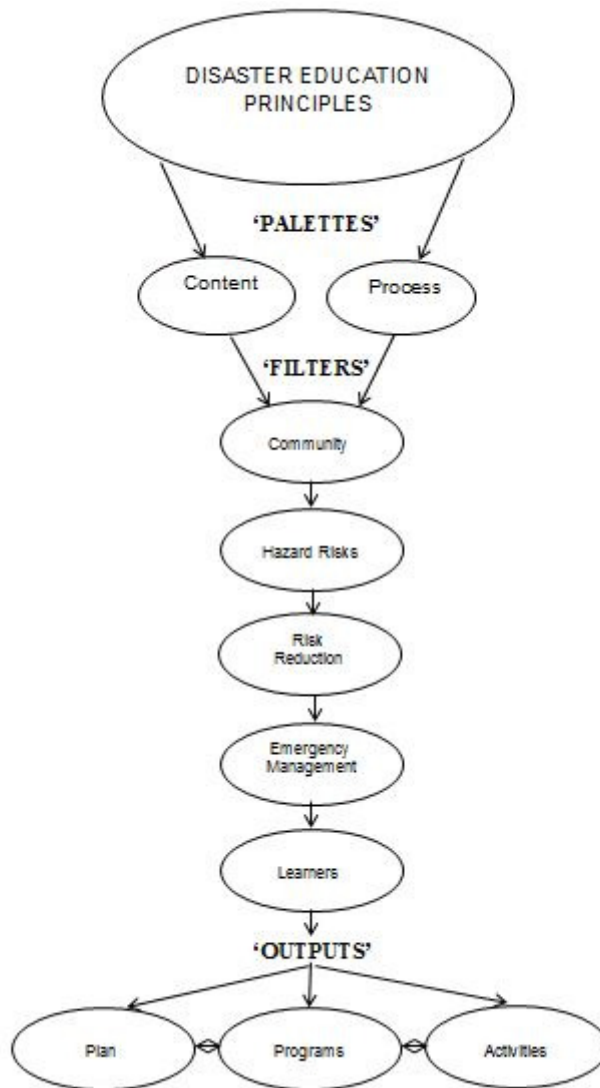 DISASTER EDUCATION
PRINCIPLES
‘PALETTES’
Content
Process
‘FILTERS’
Community
Hazard Risks
Risk
Reduction
Emergency
Management
Learners
‘OUTPUTS’
Plan
Programs
Activities